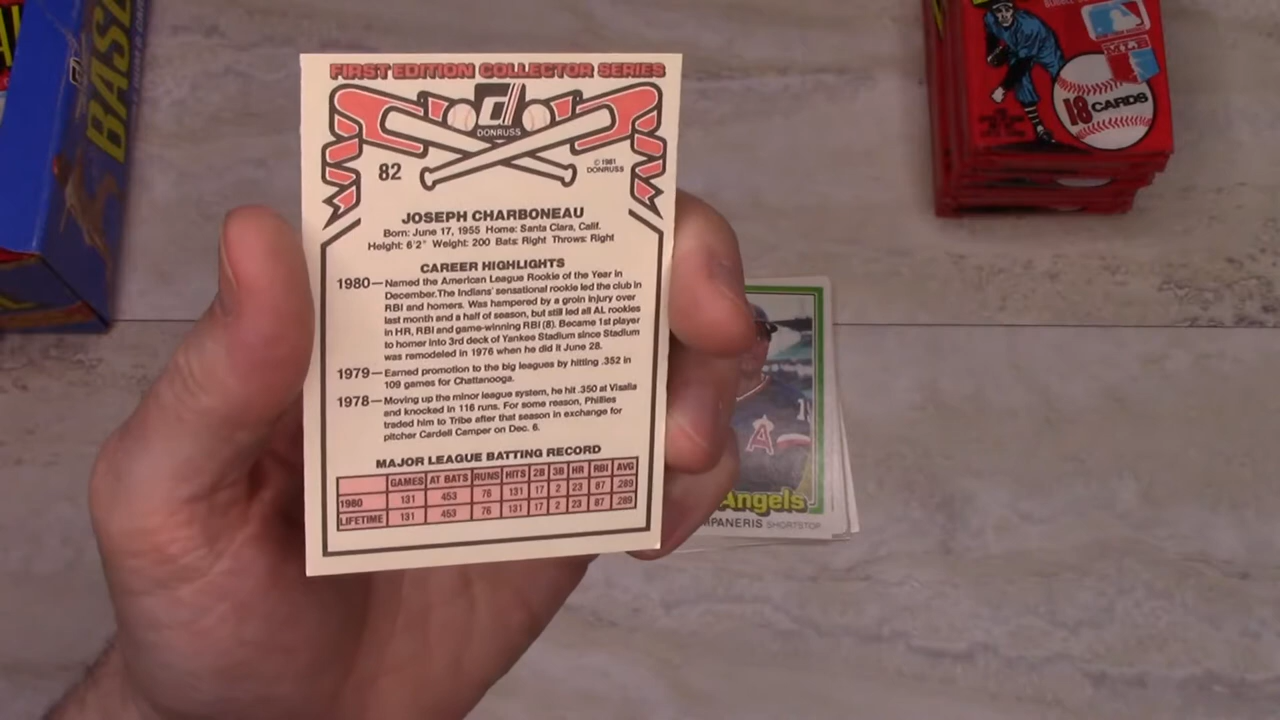 FIRST EDITION COLLECTOR SERIES
d
DONRUSS
82
© 1981
DONRUSS
JOSEPH CHARBONEAU
Born: June 17, 1955 Home: Santa Clara, Calif.
Height: 6'2" Weight: 200 Bats: Right Throws: Right
CAREER HIGHLIGHTS
1980—Named the American League Rookie of the Year in
December. The Indians' sensational rookie led the club in
RBI and homers. Was hampered by a groin injury over
last month and a half of season, but still led all AL rookies
in HR, RBI and game-winning RBI (8). Became 1st player
to homer into 3rd deck of Yankee Stadium since Stadium
was remodeled in 1976 when he did it June 28.
1979—Earned promotion to the big leagues by hitting .352 in
109 games for Chattanooga.
1978—Moving up the minor league system, he hit .350 at Visalia
and knocked in 116 runs. For some reason, Phillies
traded him to Tribe after that season in exchange for
pitcher Cardell Camper on Dec. 6.
MAJOR LEAGUE BATTING RECORD
GAMES AT BATS RUNS HITS 2B 3B HR RBI AVG
1980 131 453 76 131 17 2 23 87 .289
LIFETIME 131 453 76 131 17 2 23 87 .289
BASE
MLB
18 CARDS
A
Angels
MPANERIS SHORTSTOP